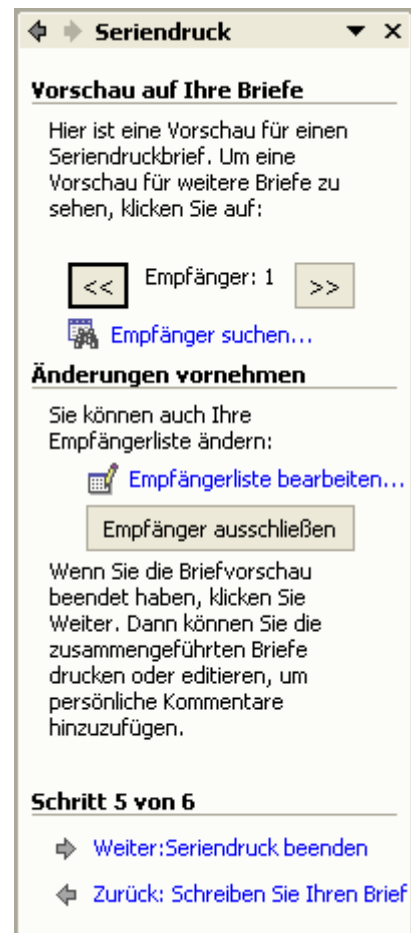 Seriendruck
Vorschau auf Ihre Briefe
Hier ist eine Vorschau für einen
Seriendruckbrief. Um eine
Vorschau für weitere Briefe zu
sehen, klicken Sie auf:
<< Empfänger: 1 >>
Empfänger suchen...
Änderungen vornehmen
Sie können auch Ihre
Empfängerliste ändern:
Empfängerliste bearbeiten...
Empfänger ausschließen
Wenn Sie die Briefvorschau
beendet haben, klicken Sie
Weiter. Dann können Sie die
zusammengeführten Briefe
drucken oder editieren, um
persönliche Kommentare
hinzuzufügen.
Schritt 5 von 6
Weiter:Seriendruck beenden
Zurück: Schreiben Sie Ihren Brief